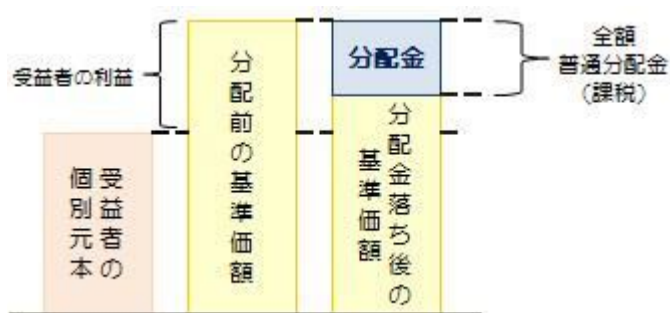 受益者の利益
受益者の
個別元本
分配前の基準価額
分配金
分配金落ち後の
基準価額
全額
普通分配金
(課税)